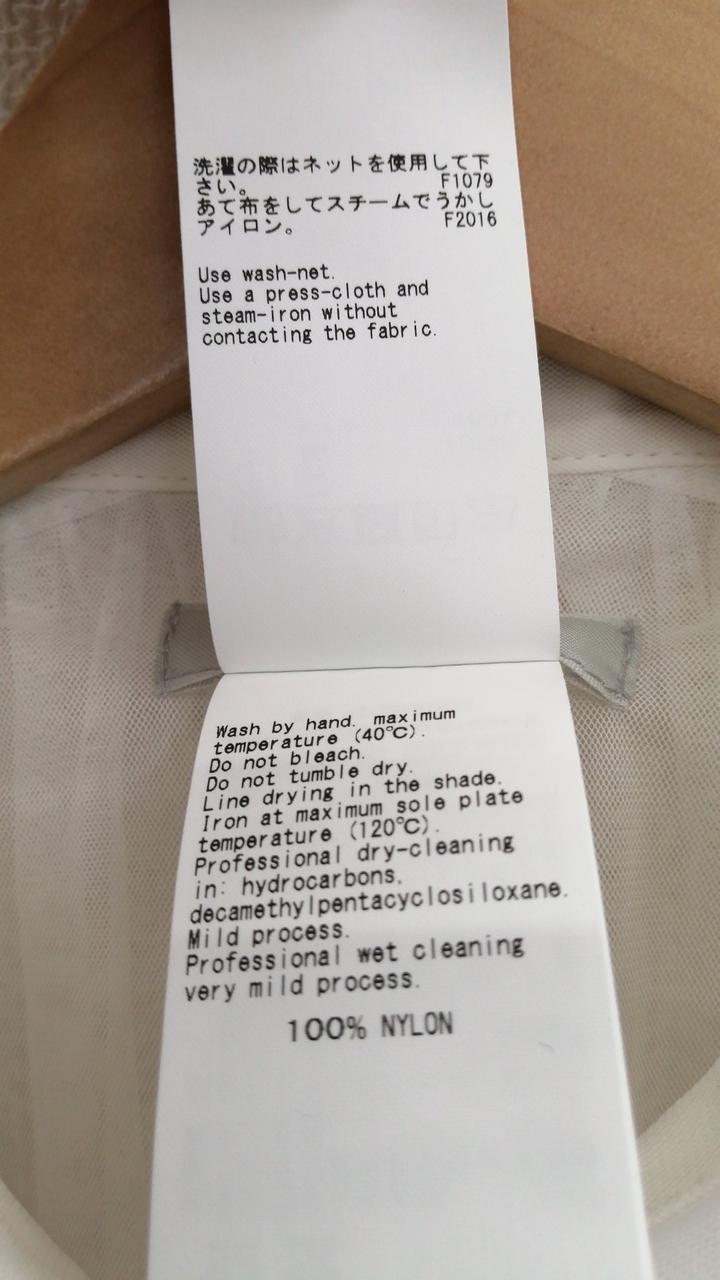 洗濯の際はネットを使用して下
さい。 F1079
あて布をしてスチームでうかし
アイロン。 F2016
Use wash-net.
Use a press-cloth and
steam-iron without
contacting the fabric.
Wash by hand. maximum
temperature (40℃).
Do not bleach.
Do not tumble dry.
Line drying in the shade.
Iron at maximum sole plate
temperature (120℃).
Professional dry-cleaning
in: hydrocarbons,
decamethylpentacyclosiloxane.
Mild process.
Professional wet cleaning
very mild process.
100% NYLON